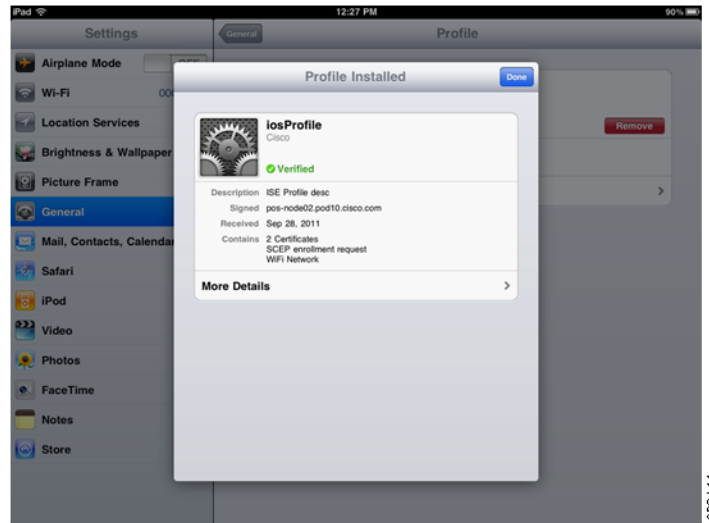 iPad
12:27 PM
90%
Settings
General
Profile
Airplane Mode
OFF
Wi-Fi
Location Services
Brightness & Wallpaper
Picture Frame
General
Mail, Contacts, Calendar
Safari
iPod
Video
Photos
FaceTime
Notes
Store
Remove
Profile Installed
Done
iosProfile
Cisco
Verified
Description ISE Profile desc
Signed pos-node02.pod10.cisco.com
Received Sep 28, 2011
Contains 2 Certificates
SCEP enrollment request
WiFi Network
More Details